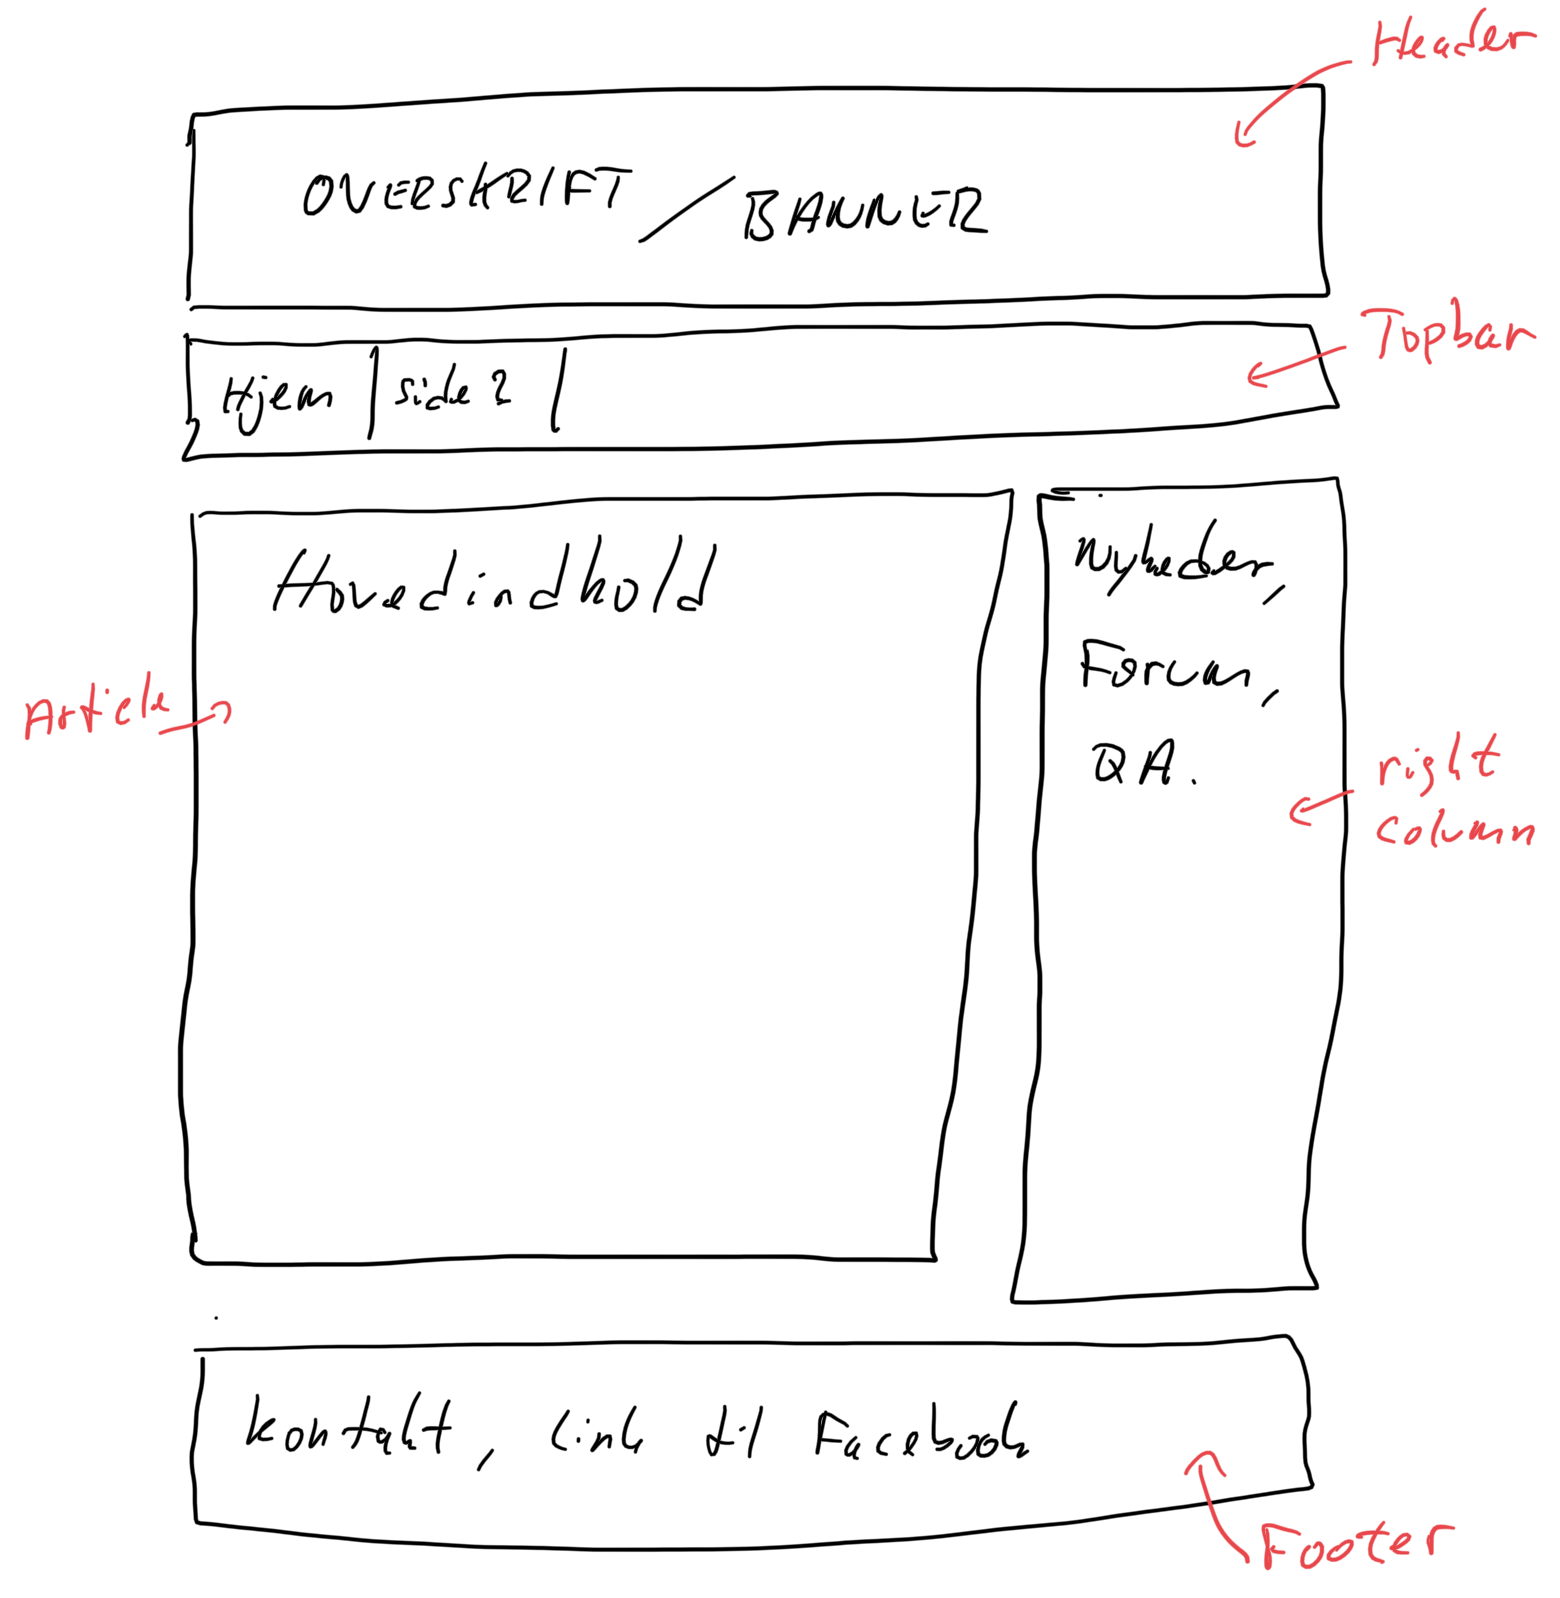 Header
OVERSKRIFT / BANNER
Topbar
Hjem side 2
Hovedindhold
Nyheder,
Forum,
QA.
Article
right
column
kontakt, link til Facebook
Footer